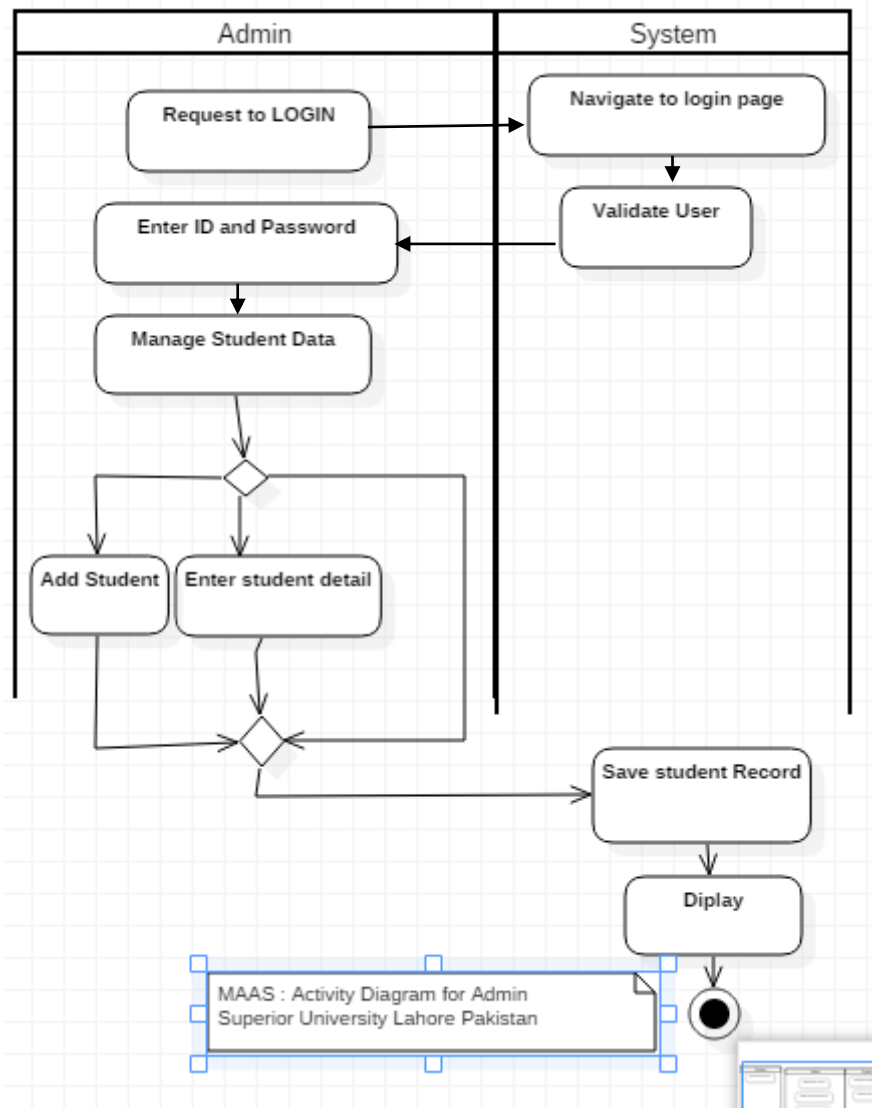 Admin
System
Request to LOGIN
Navigate to login page
Enter ID and Password
Validate User
Manage Student Data
Add Student
Enter student detail
Save student Record
Diplay
MAAS : Activity Diagram for Admin
Superior University Lahore Pakistan